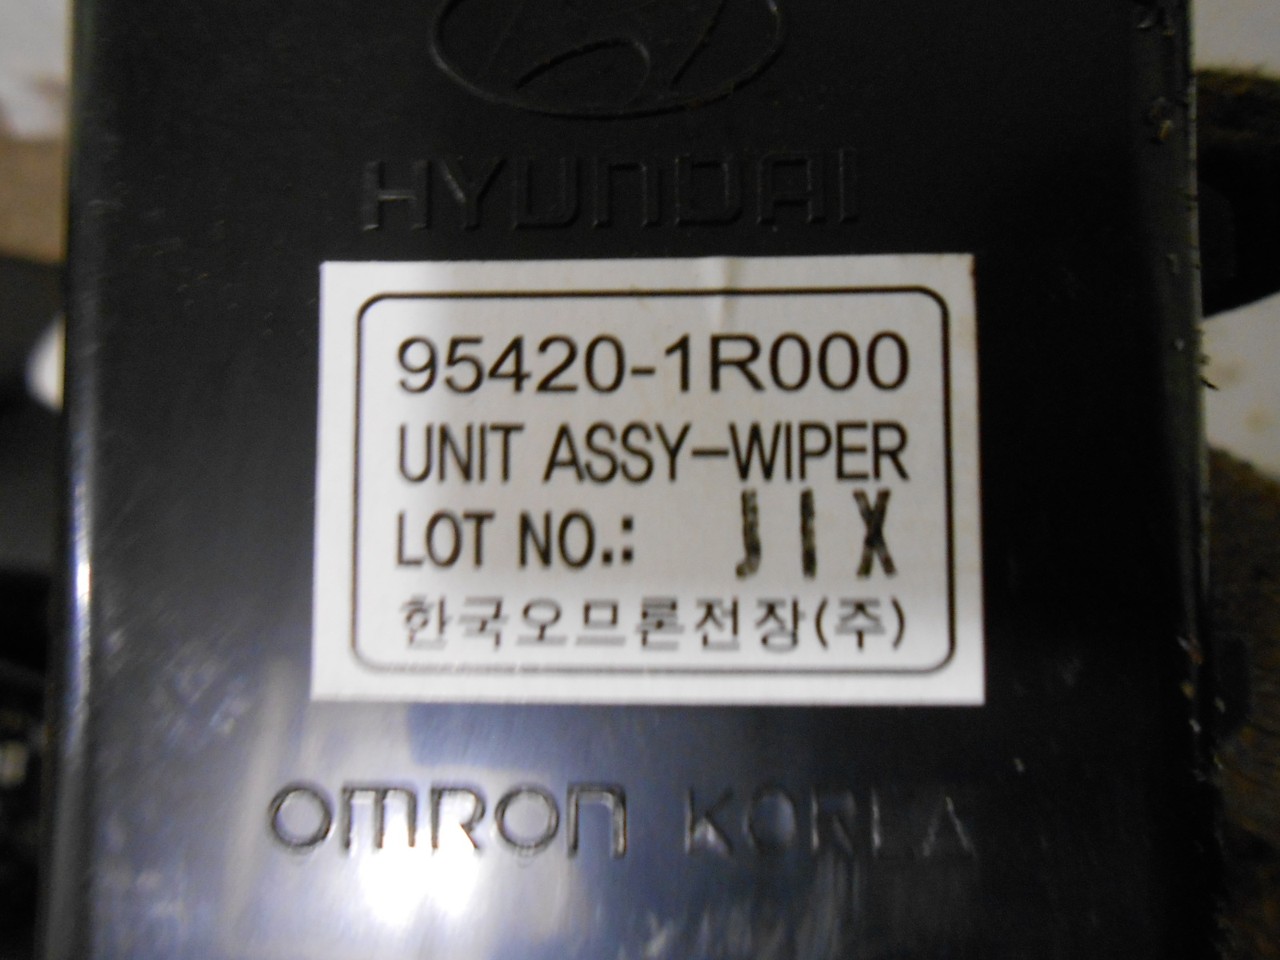 HYUNDAI
95420-1R000
UNIT ASSY-WIPER
LOT NO.: JIX
한국오므론전장(주)
OMRON KOREA